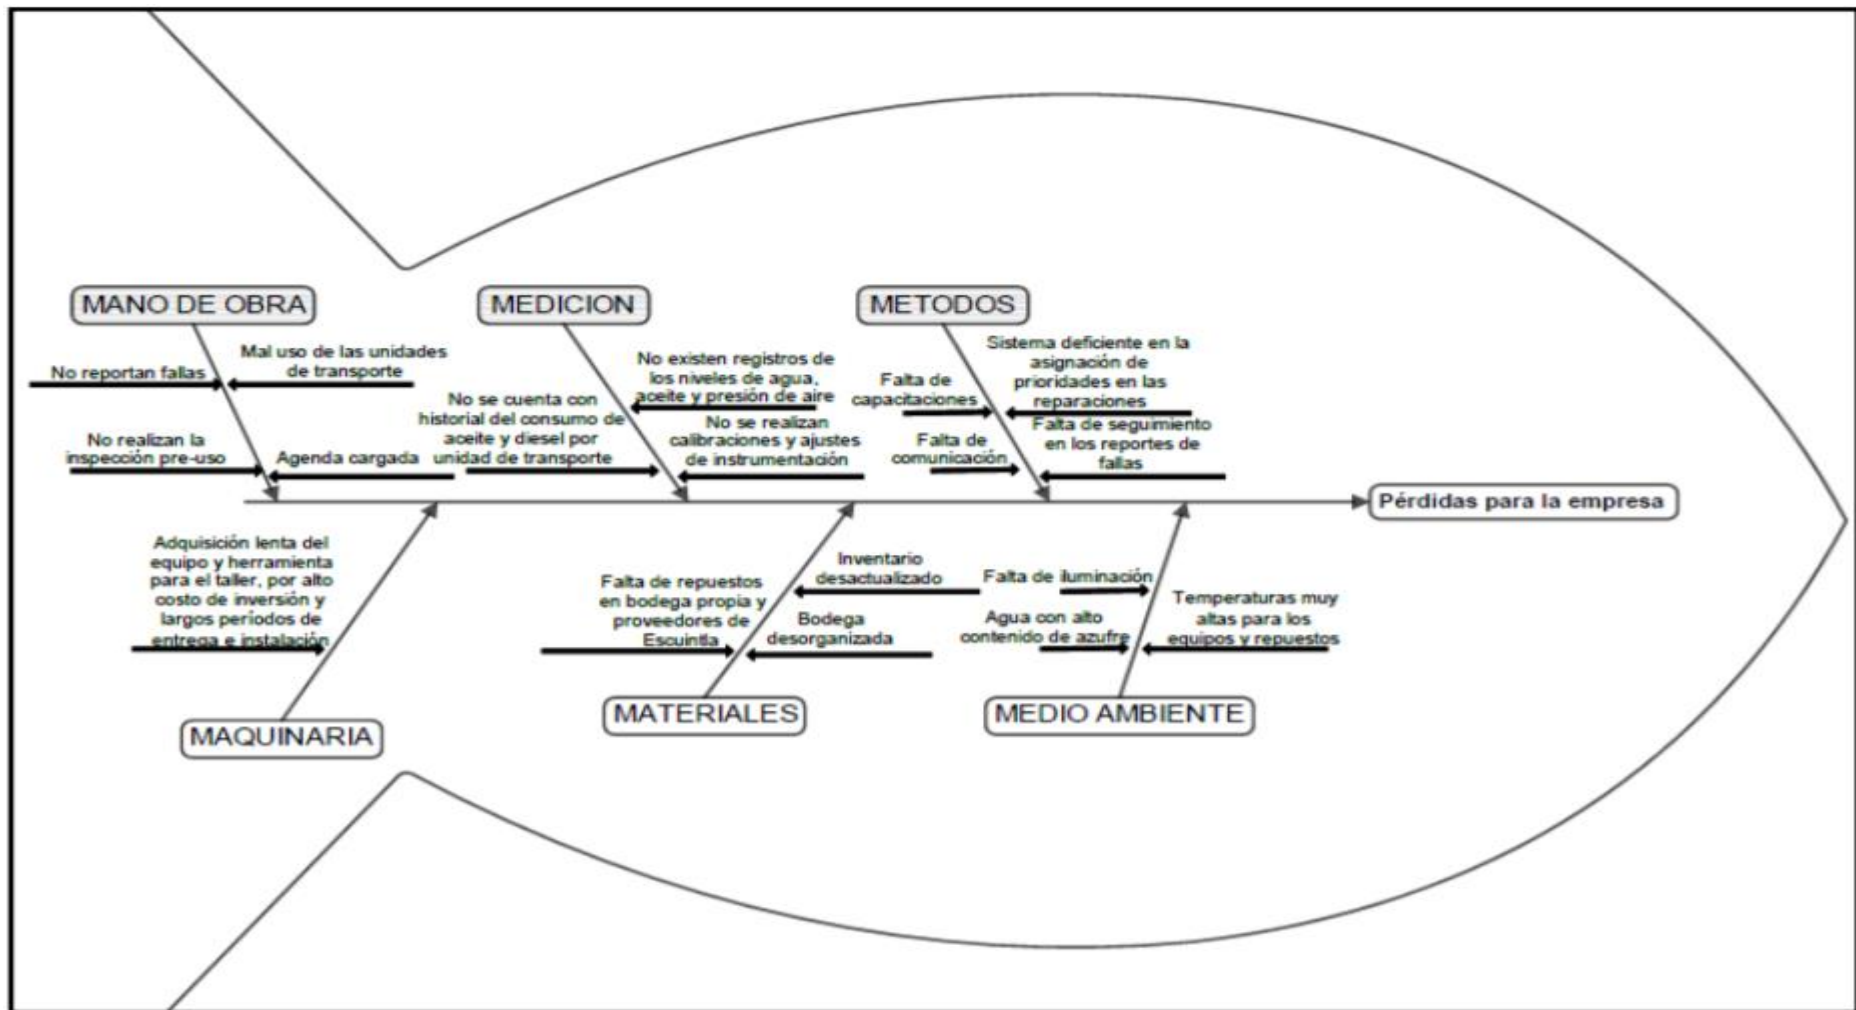 MANO DE OBRA
MEDICION
METODOS
No reportan fallas
Mal uso de las unidades
de transporte
No realizan la
inspección pre-uso
Agenda cargada
No existen registros de
los niveles de agua,
aceite y presión de aire
No se cuenta con
historial del consumo de
aceite y diesel por
unidad de transporte
No se realizan
calibraciones y ajustes
de instrumentación
Sistema deficiente en la
asignación de
prioridades en las
reparaciones
Falta de
capacitaciones
Falta de seguimiento
en los reportes de
fallas
Falta de
comunicación
Pérdidas para la empresa
Adquisición lenta del
equipo y herramienta
para el taller, por alto
costo de inversión y
largos períodos de
entrega e instalación
Falta de repuestos
en bodega propia y
proveedores de
Escuintla
Inventario
desactualizado
Bodega
desorganizada
Falta de iluminación
Agua con alto
contenido de azufre
Temperaturas muy
altas para los
equipos y repuestos
MAQUINARIA
MATERIALES
MEDIO AMBIENTE